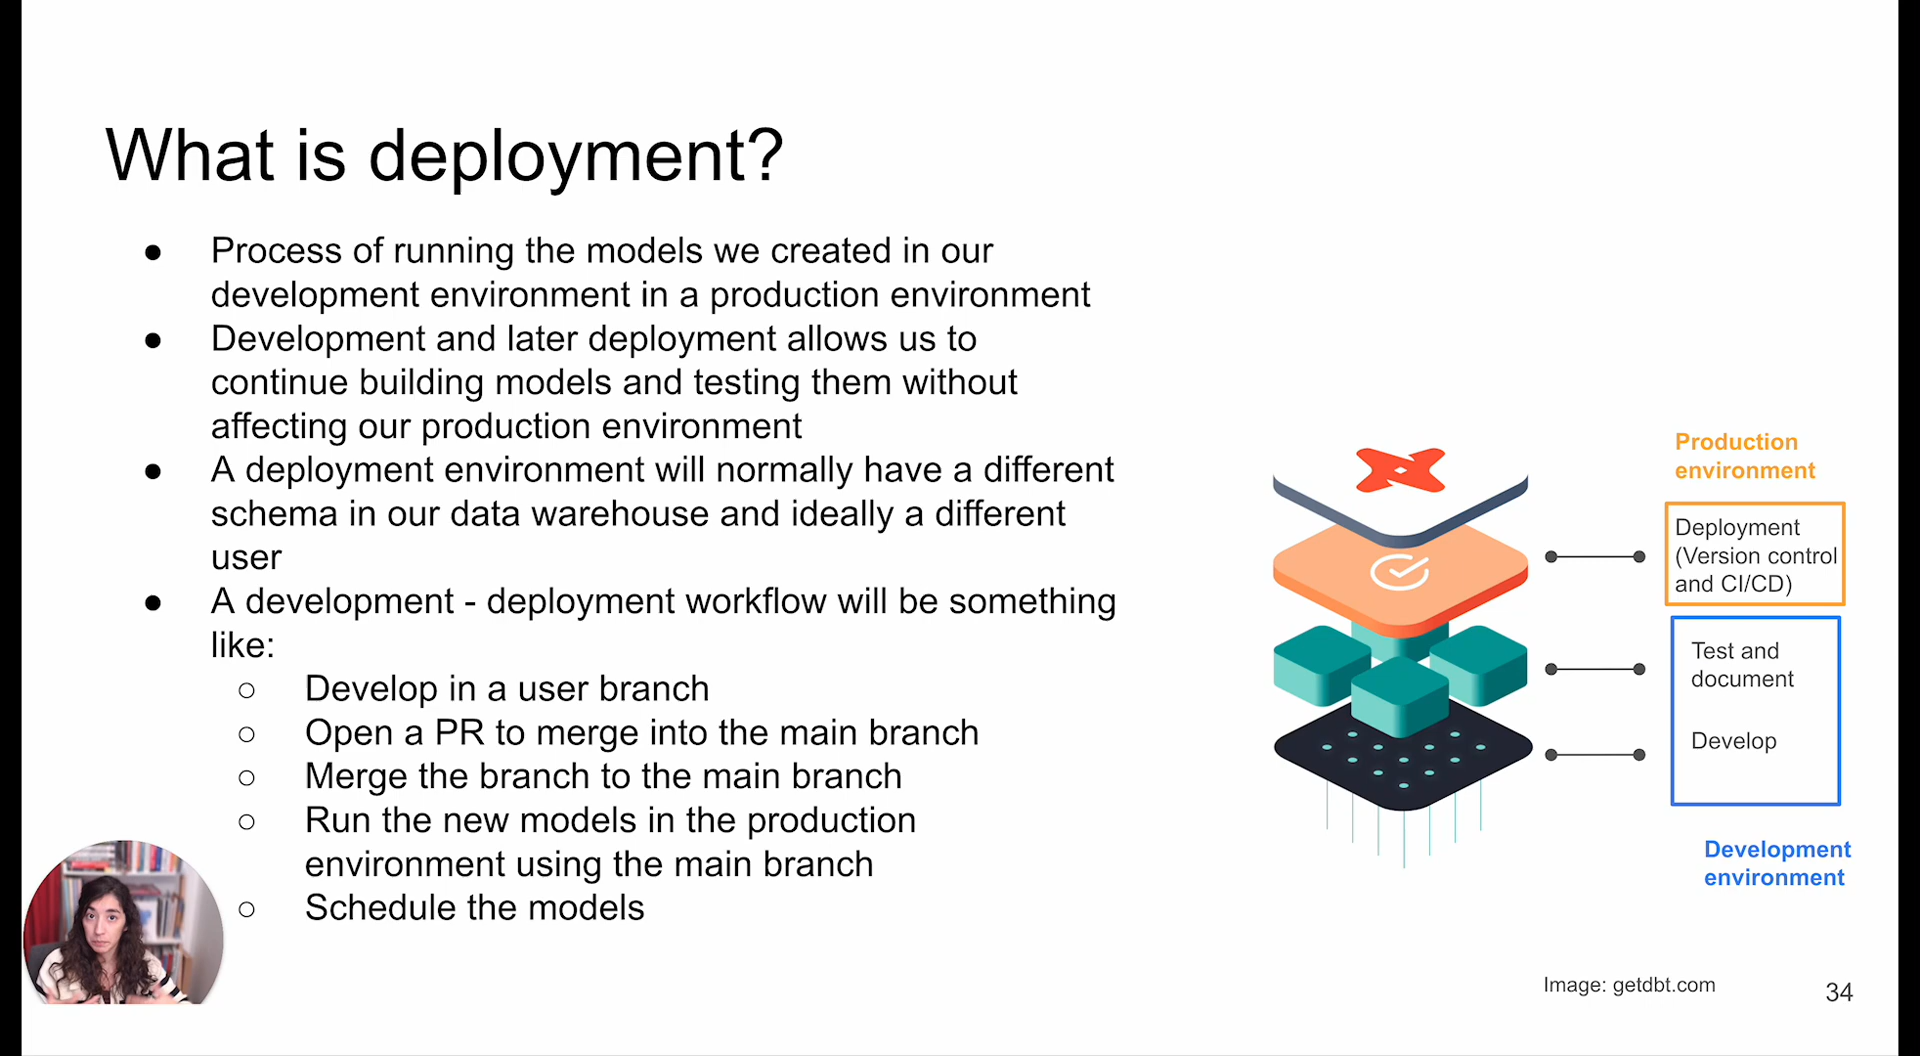 What is deployment?
● Process of running the models we created in our
development environment in a production environment
● Development and later deployment allows us to
continue building models and testing them without
affecting our production environment
● A deployment environment will normally have a different
schema in our data warehouse and ideally a different
user
● A development - deployment workflow will be something
like:
○ Develop in a user branch
○ Open a PR to merge into the main branch
○ Merge the branch to the main branch
○ Run the new models in the production
environment using the main branch
○ Schedule the models
Production
environment
Deployment
(Version control
and CI/CD)
Test and
document
Develop
Development
environment
Image: getdbt.com
34